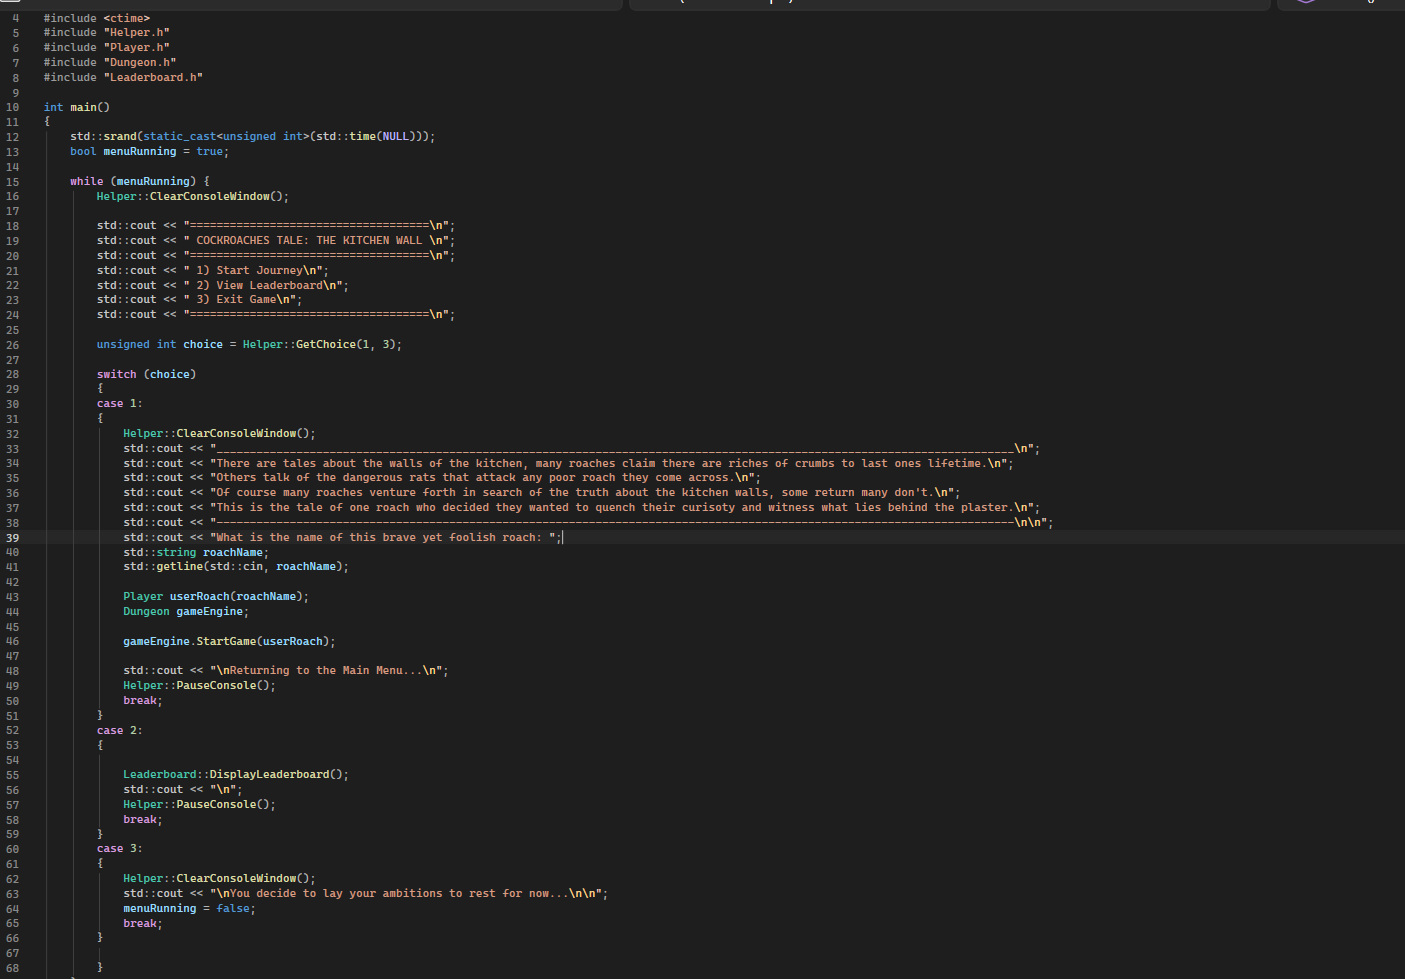 4 #include <ctime>
5 #include "Helper.h"
6 #include "Player.h"
7 #include "Dungeon.h"
8 #include "Leaderboard.h"
9
10 int main()
11 {
12 std::srand(static_cast<unsigned int>(std::time(NULL)));
13 bool menuRunning = true;
14
15 while (menuRunning) {
16 Helper::ClearConsoleWindow();
17
18 std::cout << "====================================\n";
19 std::cout << " COCKROACHES TALE: THE KITCHEN WALL \n";
20 std::cout << "====================================\n";
21 std::cout << " 1) Start Journey\n";
22 std::cout << " 2) View Leaderboard\n";
23 std::cout << " 3) Exit Game\n";
24 std::cout << "====================================\n";
25
26 unsigned int choice = Helper::GetChoice(1, 3);
27
28 switch (choice)
29 {
30 case 1:
31 {
32 Helper::ClearConsoleWindow();
33 std::cout << "________________________________________________________________________________________________________________________\n";
34 std::cout << "There are tales about the walls of the kitchen, many roaches claim there are riches of crumbs to last ones lifetime.\n";
35 std::cout << "Others talk of the dangerous rats that attack any poor roach they come across.\n";
36 std::cout << "Of course many roaches venture forth in search of the truth about the kitchen walls, some return many don't.\n";
37 std::cout << "This is the tale of one roach who decided they wanted to quench their curisoty and witness what lies behind the plaster.\n";
38 std::cout << "------------------------------------------------------------------------------------------------------------------------\n\n";
39 std::cout << "What is the name of this brave yet foolish roach: ";
40 std::string roachName;
41 std::getline(std::cin, roachName);
42
43 Player userRoach(roachName);
44 Dungeon gameEngine;
45
46 gameEngine.StartGame(userRoach);
47
48 std::cout << "\nReturning to the Main Menu...\n";
49 Helper::PauseConsole();
50 break;
51 }
52 case 2:
53 {
54
55 Leaderboard::DisplayLeaderboard();
56 std::cout << "\n";
57 Helper::PauseConsole();
58 break;
59 }
60 case 3:
61 {
62 Helper::ClearConsoleWindow();
63 std::cout << "\nYou decide to lay your ambitions to rest for now...\n\n";
64 menuRunning = false;
65 break;
66 }
67
68 }